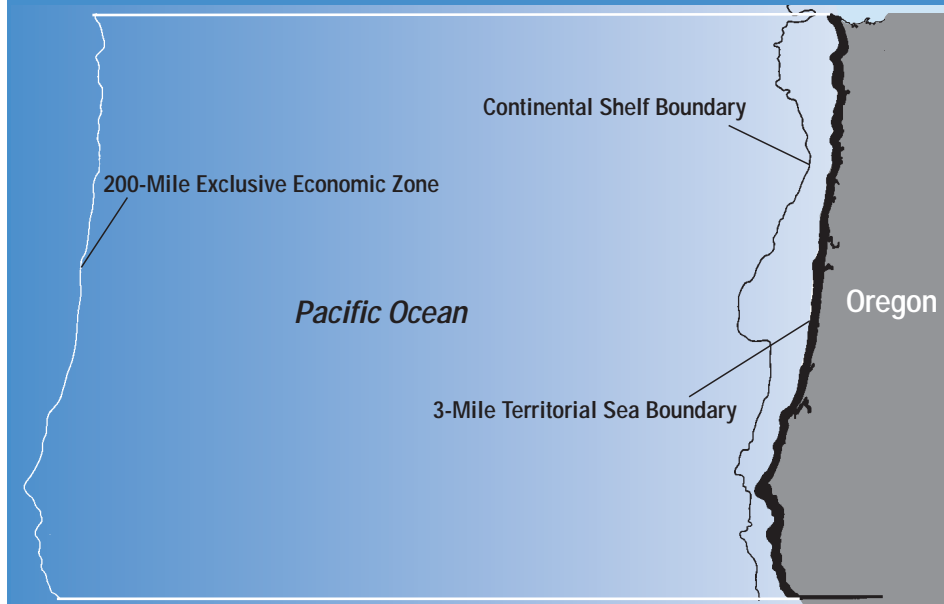 Continental Shelf Boundary
200-Mile Exclusive Economic Zone
Pacific Ocean
Oregon
3-Mile Territorial Sea Boundary